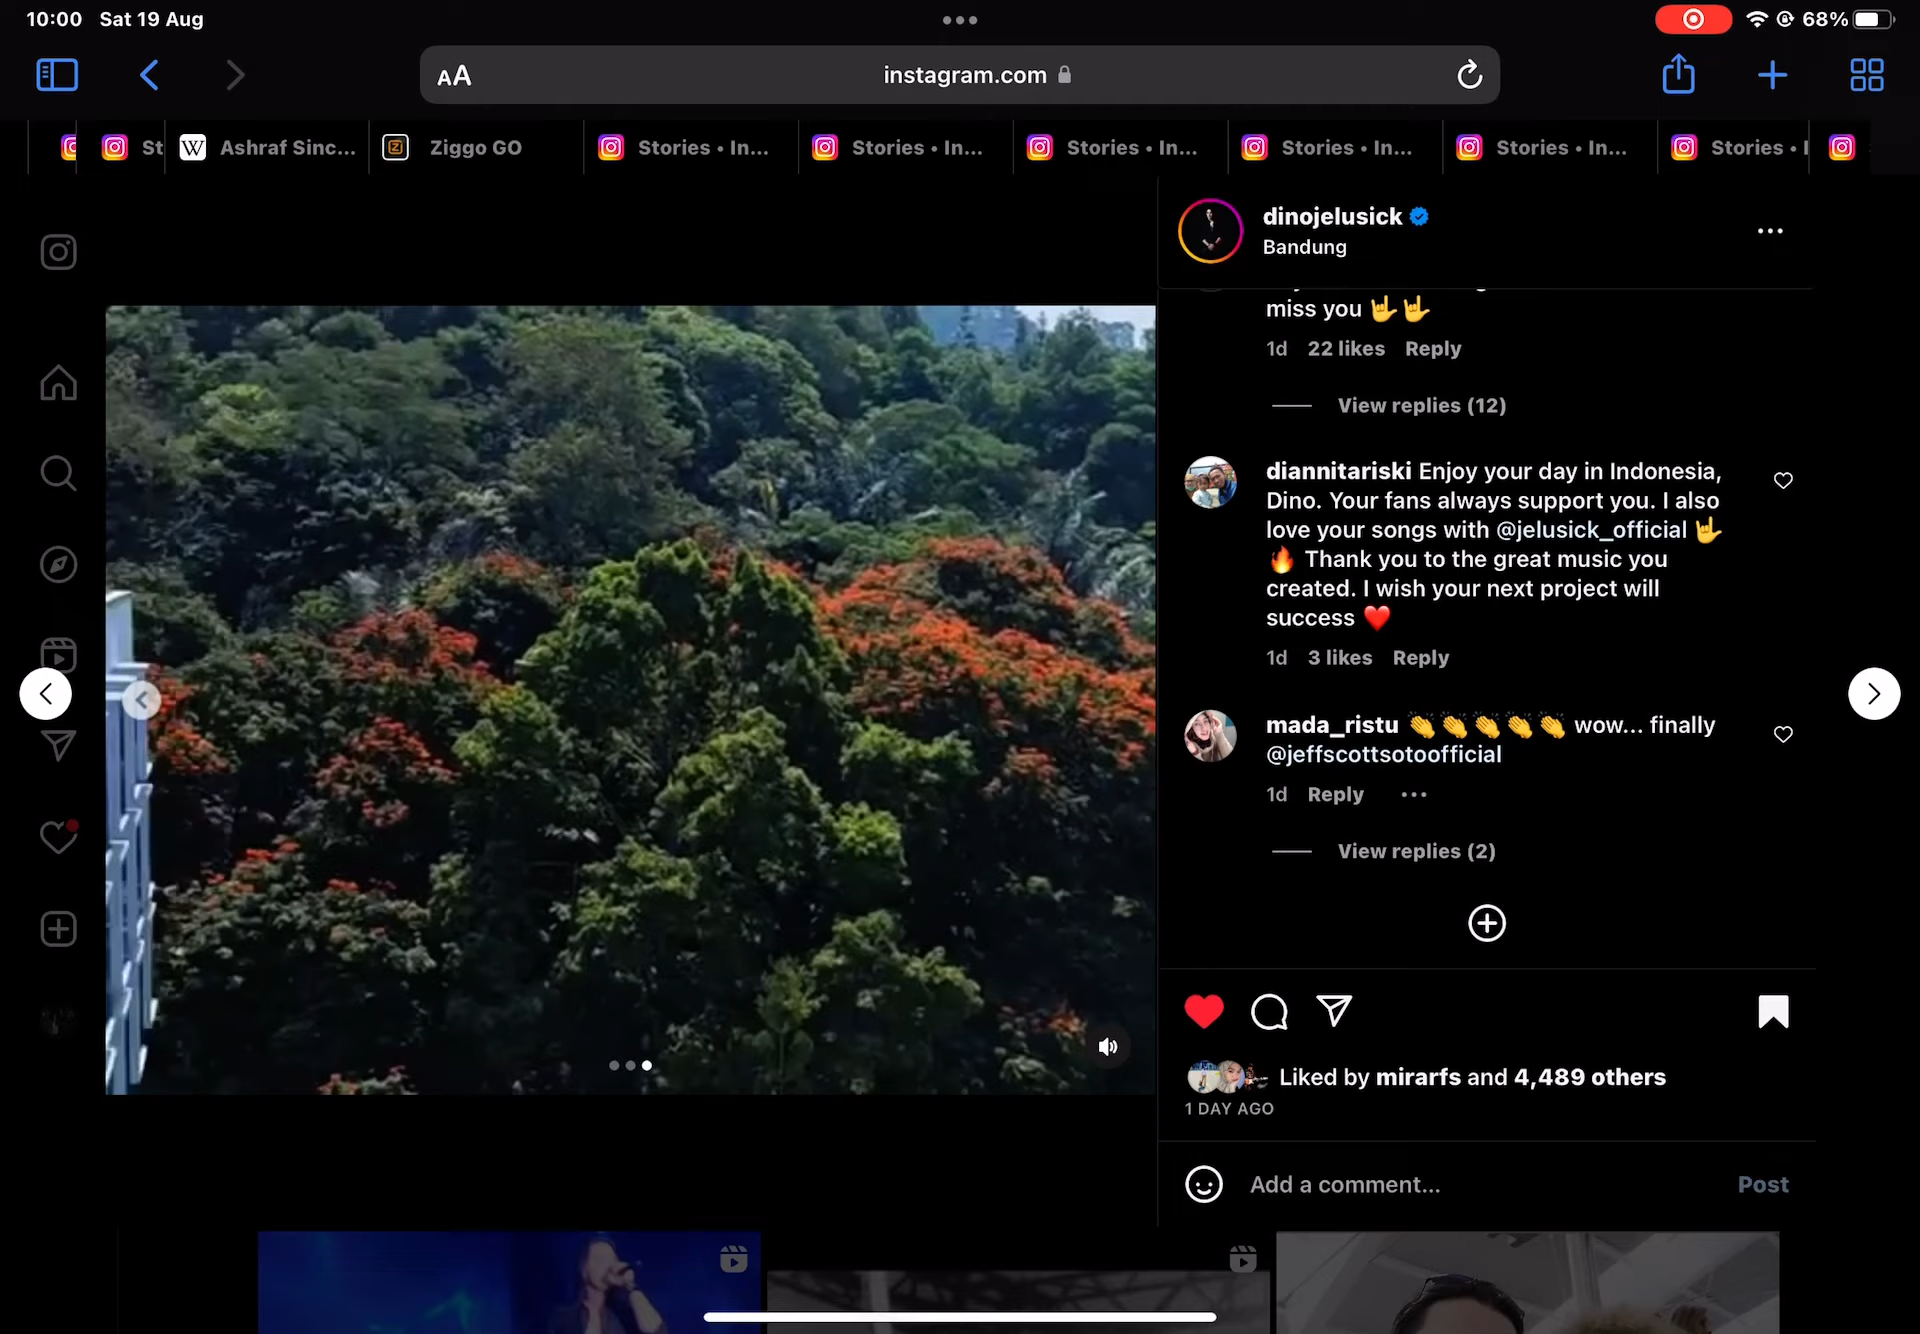 10:00 Sat 19 Aug
68%
AA
instagram.com
St
Ashraf Sinc...
Ziggo GO
Stories • In...
Stories • In...
Stories • In...
Stories • In...
Stories • In...
Stories • I
dinojelusick
Bandung
miss you 🤟🤟
1d 22 likes Reply
View replies (12)
diannitariski Enjoy your day in Indonesia,
Dino. Your fans always support you. I also
love your songs with @jelusick_official 🤟
🔥 Thank you to the great music you
created. I wish your next project will
success ❤️
1d 3 likes Reply
mada_ristu 👏👏👏👏👏 wow... finally
@jeffscottsotoofficial
1d Reply
View replies (2)
Liked by mirarfs and 4,489 others
1 DAY AGO
Add a comment...
Post